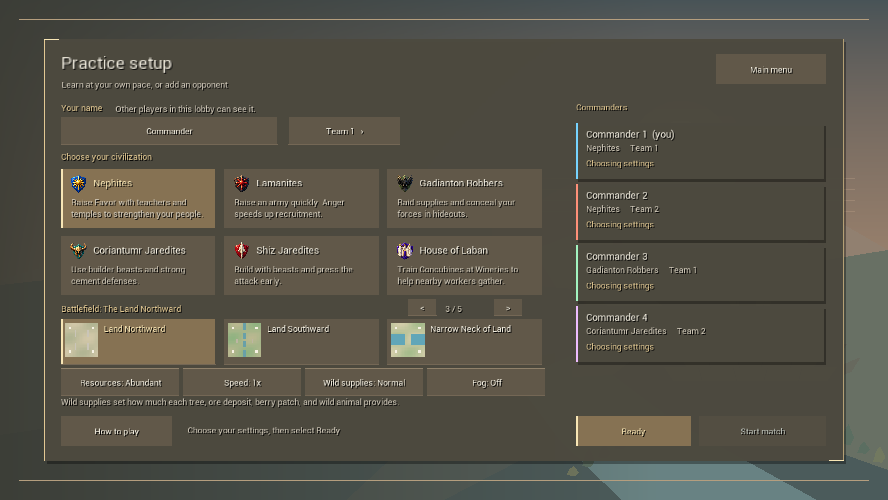 Practice setup
Learn at your own pace, or add an opponent
Main menu
Your name Other players in this lobby can see it.
Commander
Team 1 ›
Choose your civilization
Nephites
Raise Favor with teachers and
temples to strengthen your people.
Lamanites
Raise an army quickly. Anger
speeds up recruitment.
Gadianton Robbers
Raid supplies and conceal your
forces in hideouts.
Coriantumr Jaredites
Use builder beasts and strong
cement defenses.
Shiz Jaredites
Build with beasts and press the
attack early.
House of Laban
Train Concubines at Wineries to
help nearby workers gather.
Battlefield: The Land Northward
< 3 / 5 >
Land Northward
Land Southward
Narrow Neck of Land
Resources: Abundant
Speed: 1x
Wild supplies: Normal
Fog: Off
Wild supplies set how much each tree, ore deposit, berry patch, and wild animal provides.
How to play
Choose your settings, then select Ready
Commanders
Commander 1 (you)
Nephites Team 1
Choosing settings
Commander 2
Nephites Team 2
Choosing settings
Commander 3
Gadianton Robbers Team 1
Choosing settings
Commander 4
Coriantumr Jaredites Team 2
Choosing settings
Ready
Start match